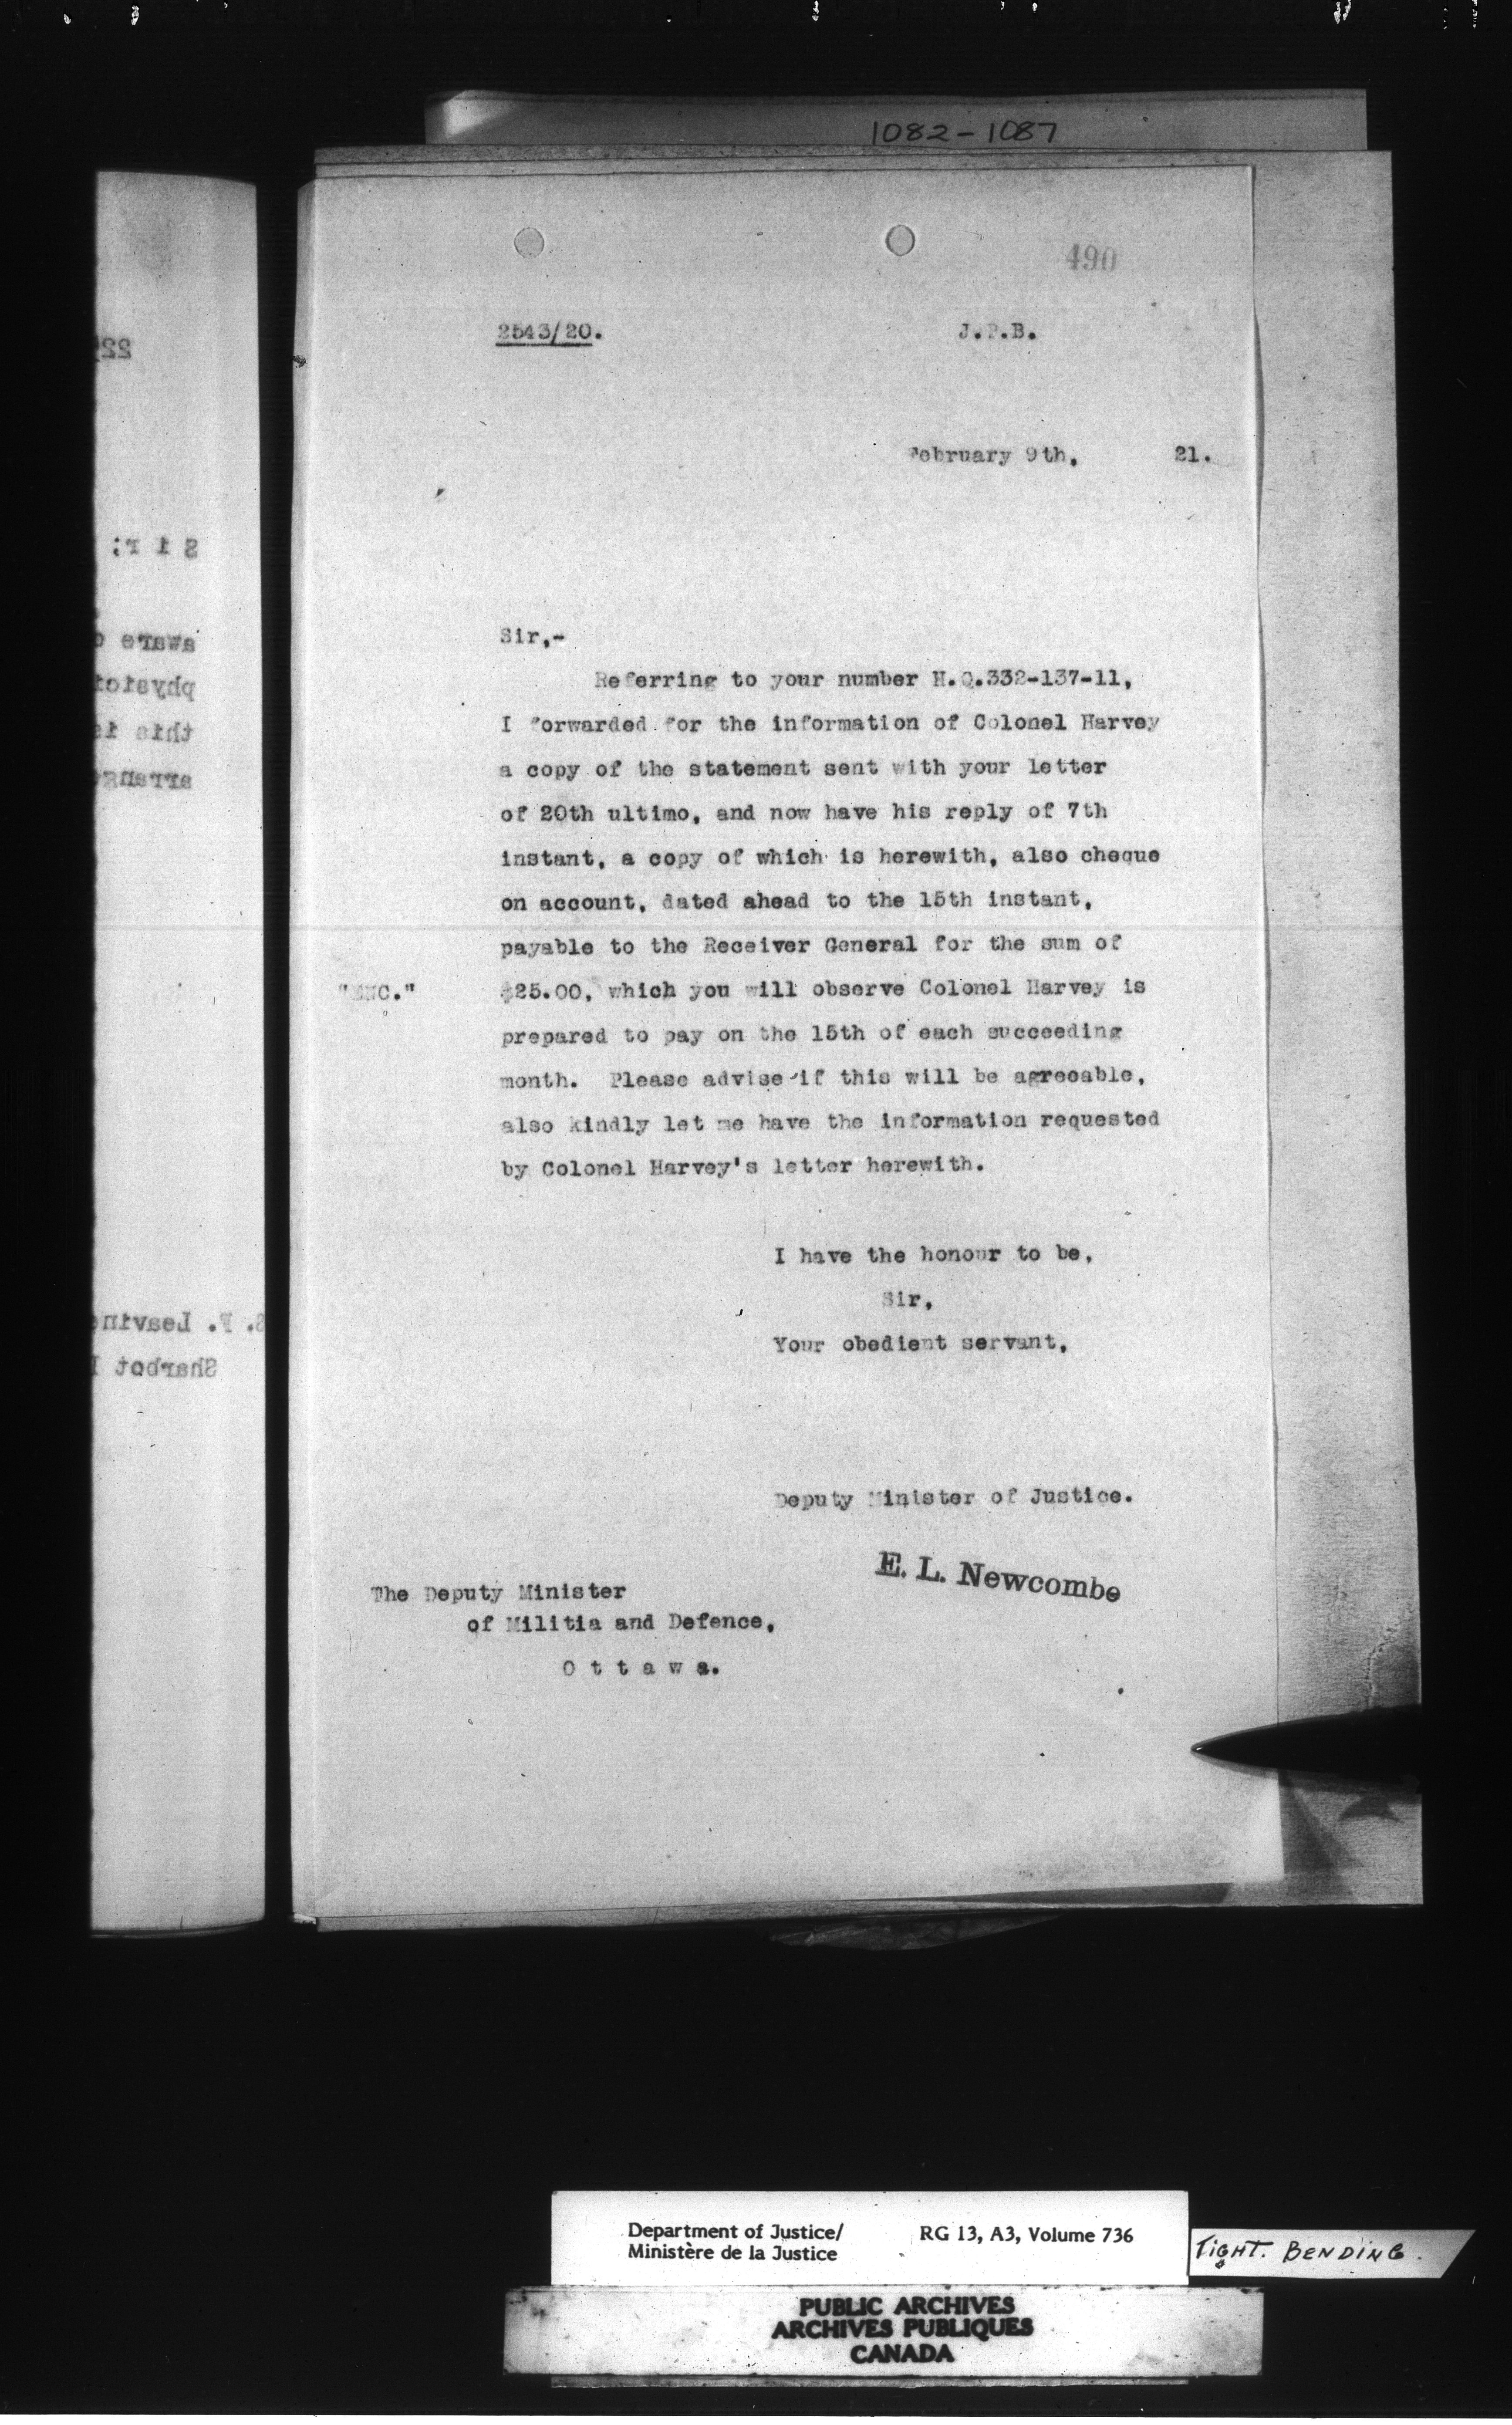 1082-1087
490
2543/20.
J.P.B.
February 9th, 21.
Sir,-
Referring to your number H.Q.332-137-11,
I forwarded for the information of Colonel Harvey
a copy of the statement sent with your letter
of 20th ultimo, and now have his reply of 7th
instant, a copy of which is herewith, also cheque
on account, dated ahead to the 15th instant,
payable to the Receiver General for the sum of
"ENC." $25.00, which you will observe Colonel Harvey is
prepared to pay on the 15th of each succeeding
month. Please advise if this will be agreeable,
also kindly let me have the information requested
by Colonel Harvey's letter herewith.
I have the honour to be,
Sir,
Your obedient servant,
Deputy Minister of Justice.
E. L. Newcombe
The Deputy Minister
of Militia and Defence,
O t t a w a.
22
S i r;
aware
this
S. F.
Sharbot
Department of Justice/
Ministère de la Justice
RG 13, A3, Volume 736
TIGHT. BENDING.
PUBLIC ARCHIVES
ARCHIVES PUBLIQUES
CANADA